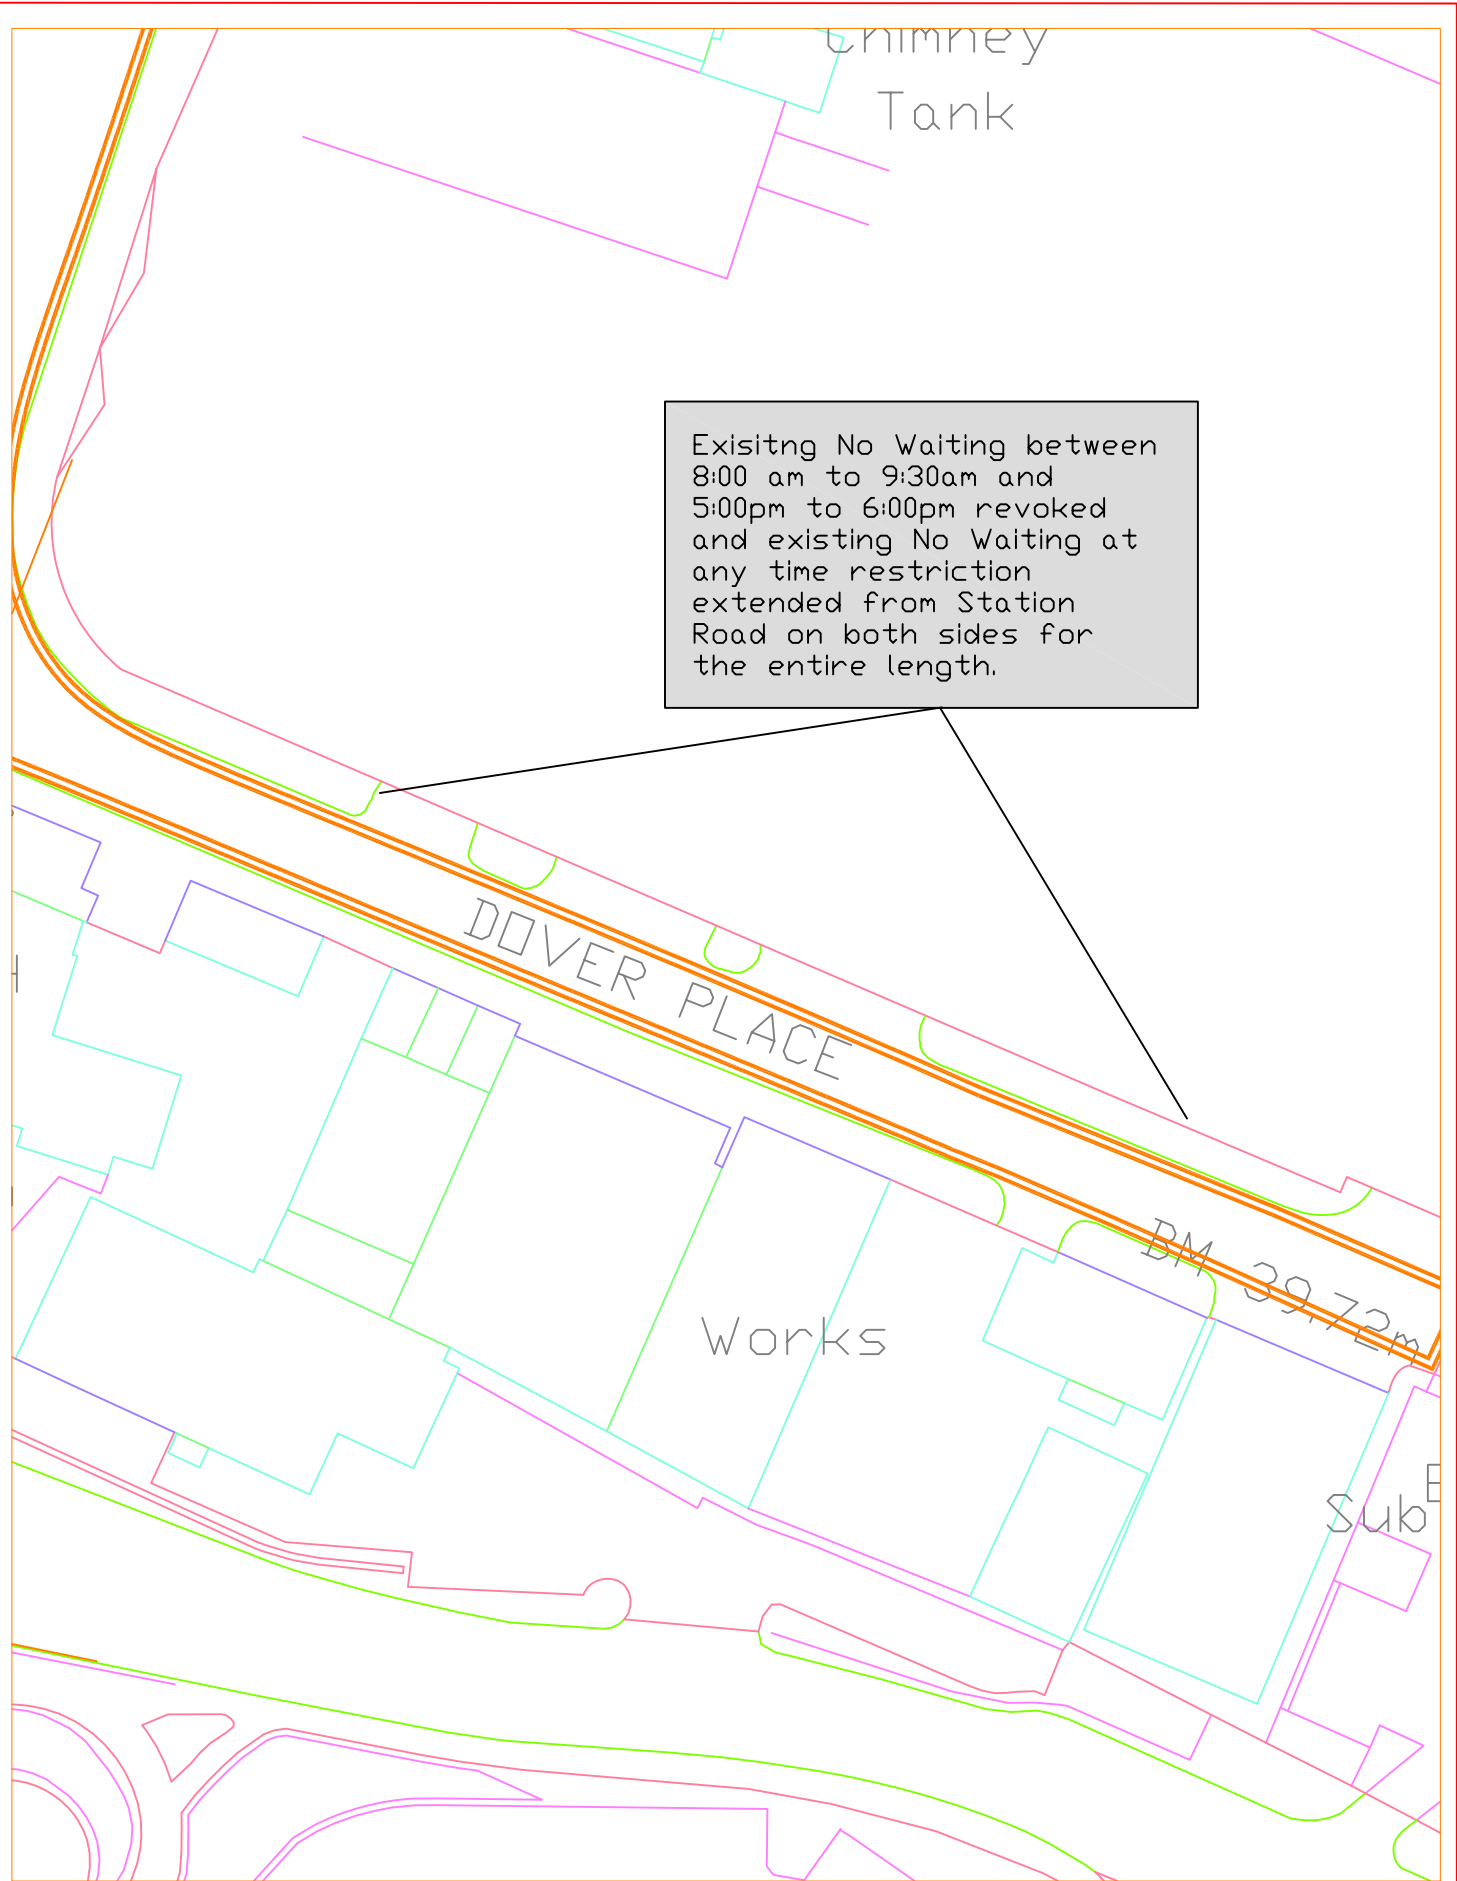 Chimney
Tank
Exisitng No Waiting between
8:00 am to 9:30am and
5:00pm to 6:00pm revoked
and existing No Waiting at
any time restriction
extended from Station
Road on both sides for
the entire length.
DOVER PLACE
BM 39.72m
Works
Sub